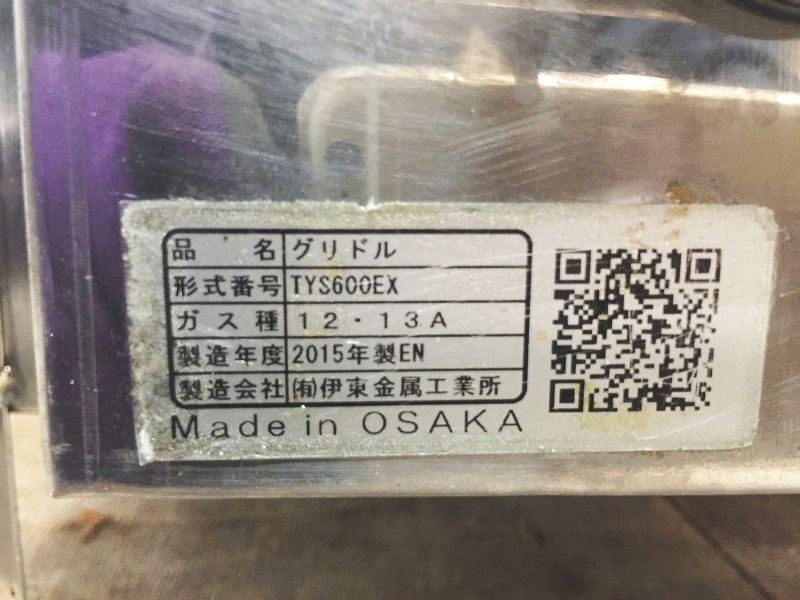 品 名 グリドル
形式番号 TYS600EX
ガス種 12・13A
製造年度 2015年製EN
製造会社 ㈲伊東金属工業所
Made in OSAKA